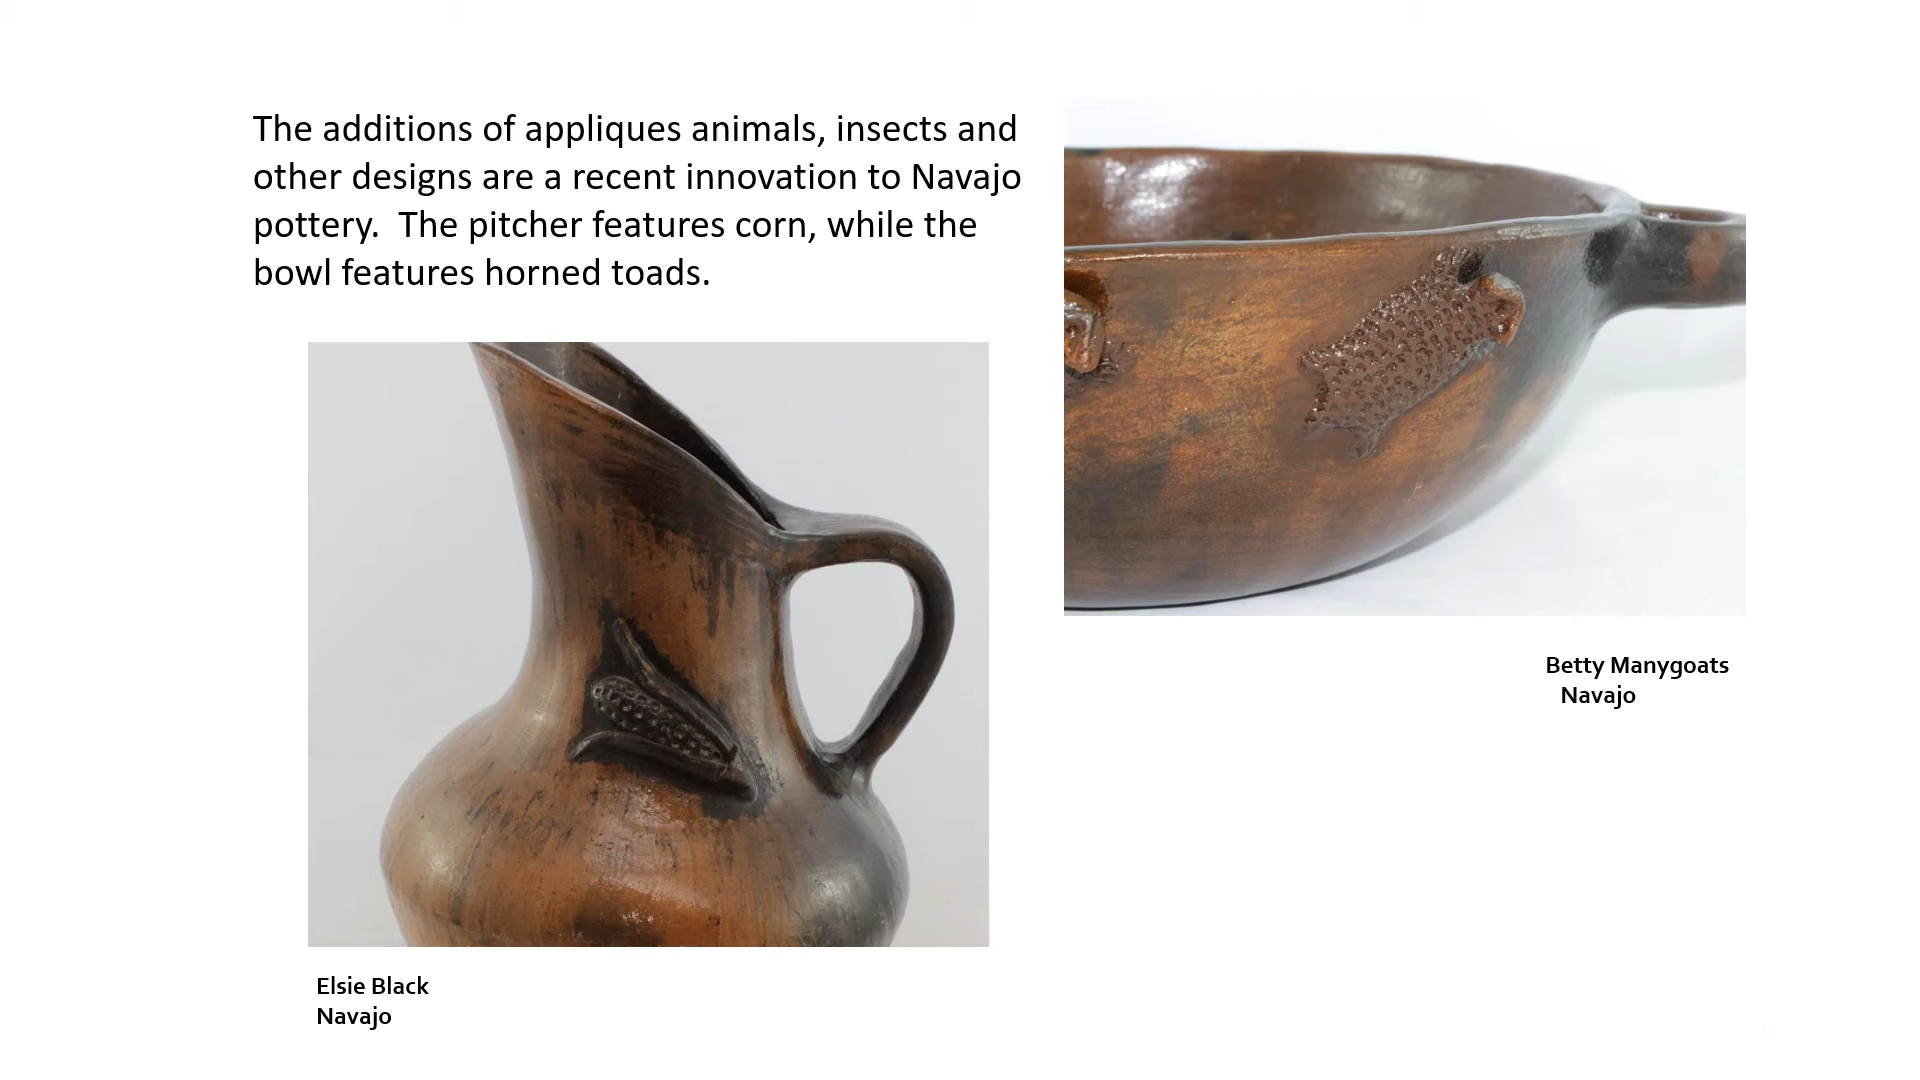 The additions of appliques animals, insects and
other designs are a recent innovation to Navajo
pottery.  The pitcher features corn, while the
bowl features horned toads.
Betty Manygoats
Navajo
Elsie Black
Navajo